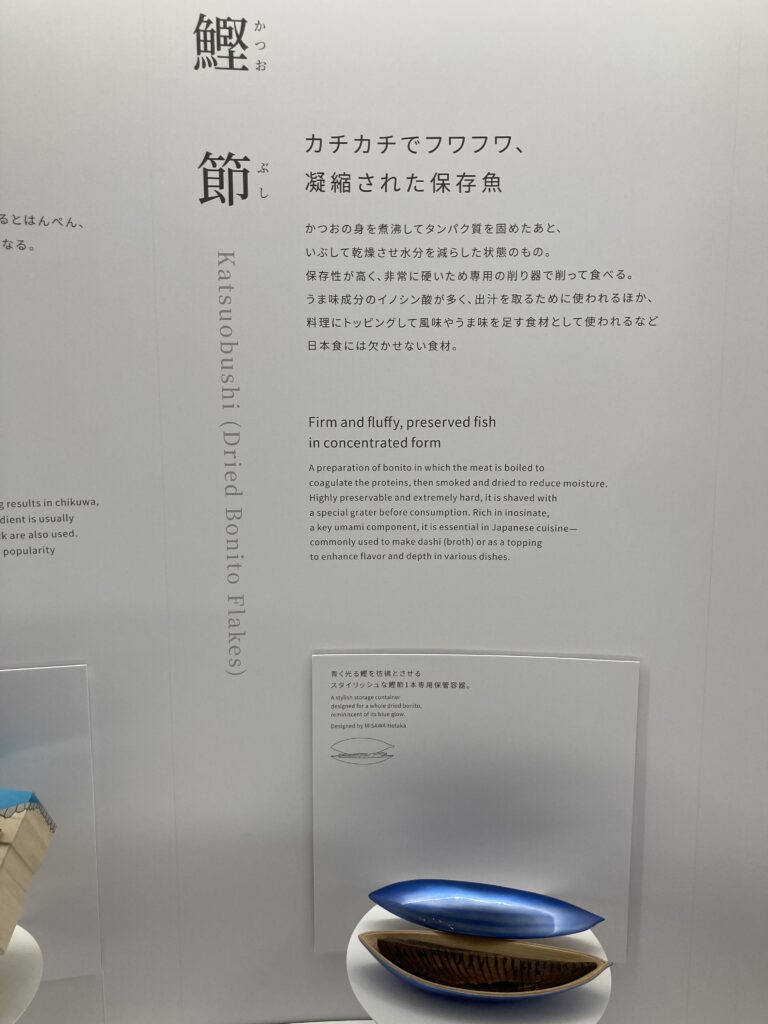 鰹節
かつおぶし
Katsuobushi (Dried Bonito Flakes)
カチカチでフワフワ、
凝縮された保存魚
かつおの身を煮沸してタンパク質を固めたあと、
いぶして乾燥させ水分を減らした状態のもの。
保存性が高く、非常に硬いため専用の削り器で削って食べる。
うま味成分のイノシン酸が多く、出汁を取るために使われるほか、
料理にトッピングして風味やうま味を足す食材として使われるなど
日本食には欠かせない食材。
Firm and fluffy, preserved fish
in concentrated form
A preparation of bonito in which the meat is boiled to
coagulate the proteins, then smoked and dried to reduce moisture.
Highly preservable and extremely hard, it is shaved with
a special grater before consumption. Rich in inosinate,
a key umami component, it is essential in Japanese cuisine—
commonly used to make dashi (broth) or as a topping
to enhance flavor and depth in various dishes.
るとはんぺん、
なる。
g results in chikuwa,
dient is usually
k are also used.
popularity
青く光る鰹を彷彿とさせる
スタイリッシュな鰹節1本専用保管容器。
A stylish storage container
designed for a whole dried bonito,
reminiscent of its blue glow.
Designed by MISAWA Hotaka